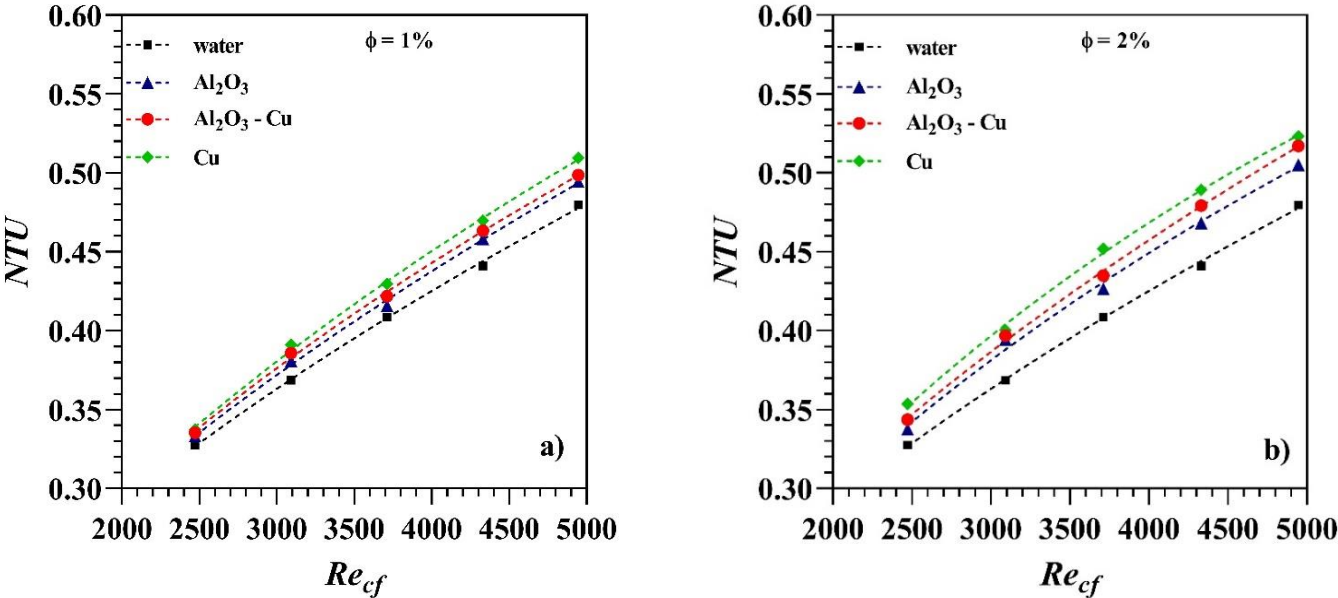 0.60
0.55
0.50
0.45
0.40
0.35
0.30
NTU
water
Al₂O₃
Al₂O₃ - Cu
Cu
ϕ = 1%
a)
2000 2500 3000 3500 4000 4500 5000
Re_cf
0.60
0.55
0.50
0.45
0.40
0.35
0.30
NTU
water
Al₂O₃
Al₂O₃ - Cu
Cu
ϕ = 2%
b)
2000 2500 3000 3500 4000 4500 5000
Re_cf